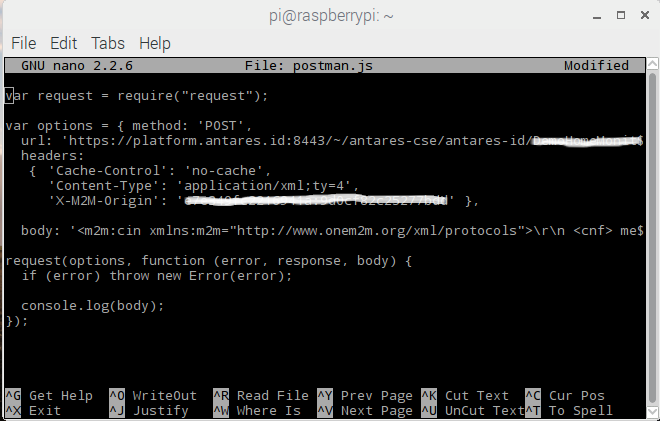 pi@raspberrypi: ~
File Edit Tabs Help
GNU nano 2.2.6 File: postman.js Modified
var request = require("request");
var options = { method: 'POST',
url: 'https://platform.antares.id:8443/~/antares-cse/antares-id/
headers:
{ 'Cache-Control': 'no-cache',
'Content-Type': 'application/xml;ty=4',
'X-M2M-Origin': ' ' },
body: '<m2m:cin xmlns:m2m="http://www.onem2m.org/xml/protocols">\r\n <cnf> me$
request(options, function (error, response, body) {
if (error) throw new Error(error);
console.log(body);
});
^G Get Help ^O WriteOut ^R Read File ^Y Prev Page ^K Cut Text ^C Cur Pos
^X Exit ^J Justify ^W Where Is ^V Next Page ^U UnCut Text ^T To Spell